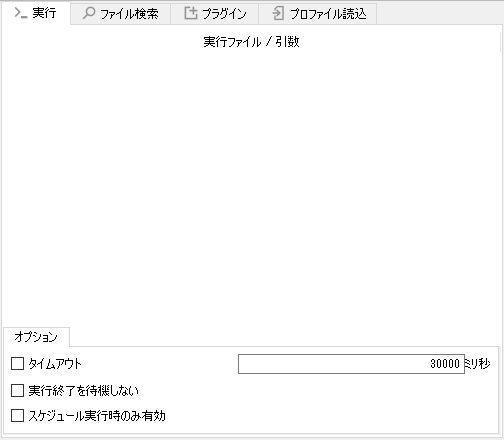 実行 ファイル検索 プラグイン プロファイル読込
実行ファイル / 引数
オプション
タイムアウト 30000 ミリ秒
実行終了を待機しない
スケジュール実行時のみ有効